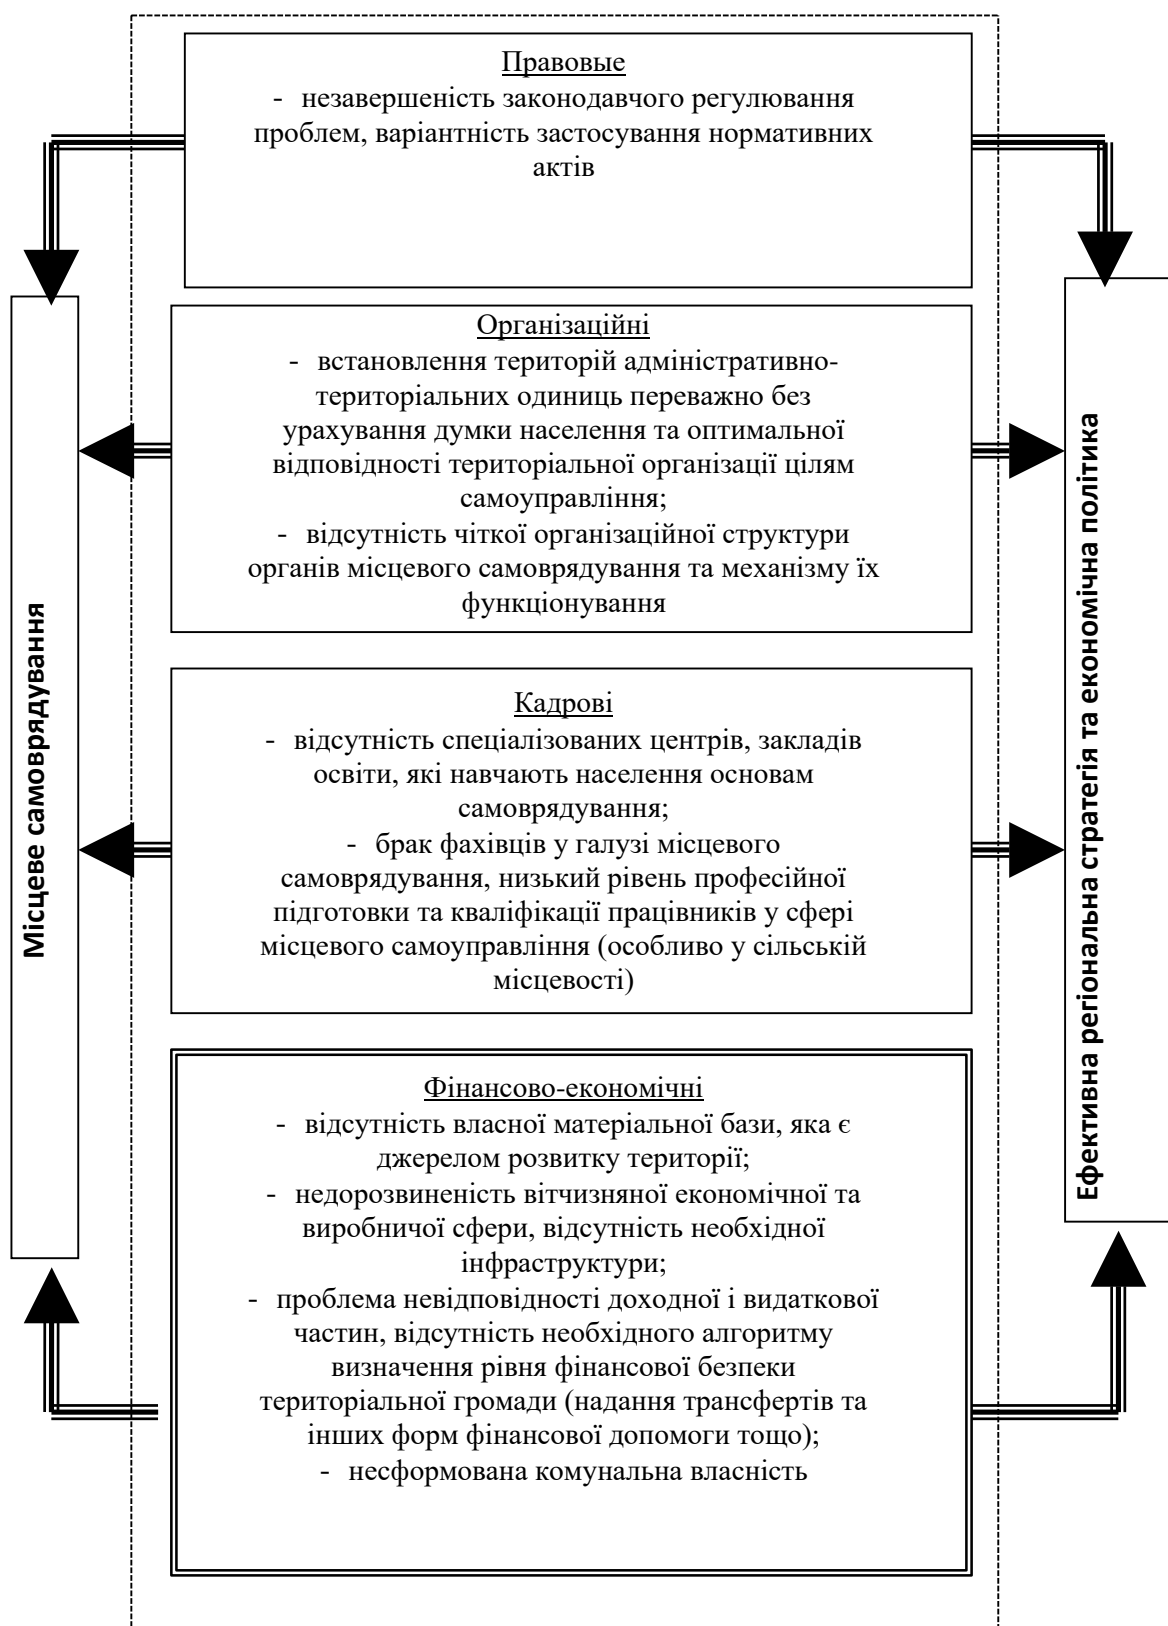 Правовые
- незавершеність законодавчого регулювання
проблем, варіантність застосування нормативних
актів
Організаційні
- встановлення територій адміністративно-
територіальних одиниць переважно без
урахування думки населення та оптимальної
відповідності територіальної організації цілям
самоуправління;
- відсутність чіткої організаційної структури
органів місцевого самоврядування та механізму їх
функціонування
Кадрові
- відсутність спеціалізованих центрів, закладів
освіти, які навчають населення основам
самоврядування;
- брак фахівців у галузі місцевого
самоврядування, низький рівень професійної
підготовки та кваліфікації працівників у сфері
місцевого самоуправління (особливо у сільській
місцевості)
Фінансово-економічні
- відсутність власної матеріальної бази, яка є
джерелом розвитку території;
- недорозвиненість вітчизняної економічної та
виробничої сфери, відсутність необхідної
інфраструктури;
- проблема невідповідності доходної і видаткової
частин, відсутність необхідного алгоритму
визначення рівня фінансової безпеки
територіальної громади (надання трансфертів та
інших форм фінансової допомоги тощо);
- несформована комунальна власність
Місцеве самоврядування
Ефективна регіональна стратегія та економічна політика